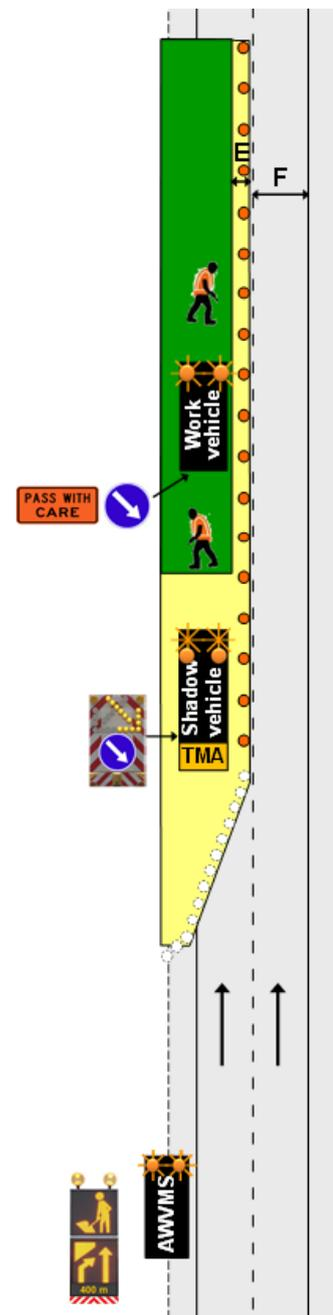 E
F
Work
vehicle
PASS WITH
CARE
Shadow
vehicle
TMA
AWVMS
400 m